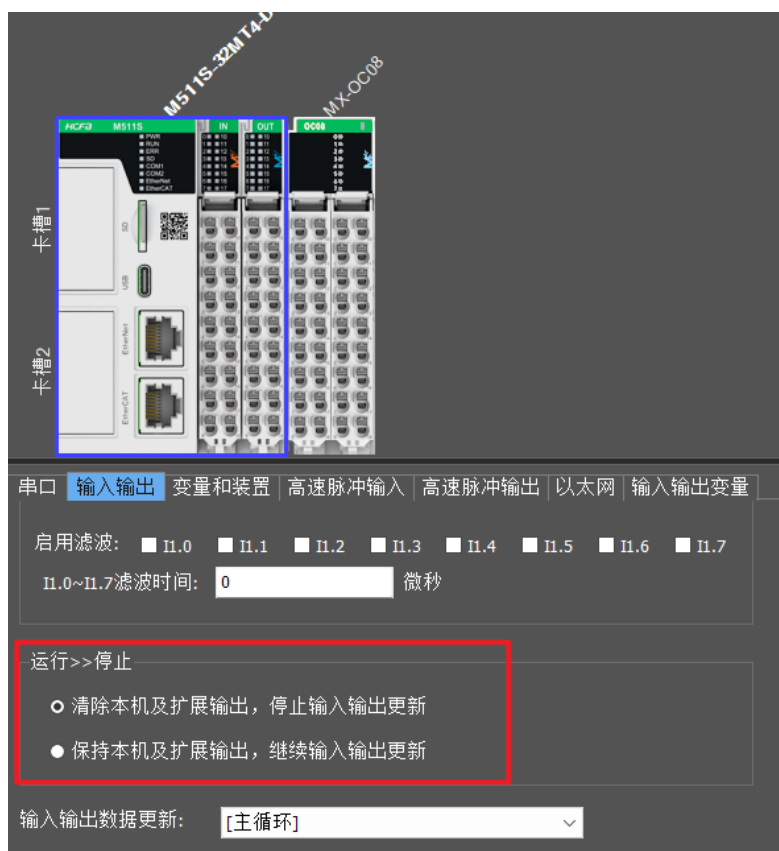 M511S-32MT4-D
MX-OC08
HCFA M511S IN OUT OC08
PWR
RUN
ERR
SD
COM1
COM2
EtherNet
EtherCAT
卡槽1
SD
USB
卡槽2
EtherNet
EtherCAT
串口 输入输出 变量和装置 高速脉冲输入 高速脉冲输出 以太网 输入输出变量
启用滤波: I1.0 I1.1 I1.2 I1.3 I1.4 I1.5 I1.6 I1.7
I1.0~I1.7滤波时间: 0 微秒
运行>>停止
清除本机及扩展输出，停止输入输出更新
保持本机及扩展输出，继续输入输出更新
输入输出数据更新: [主循环]